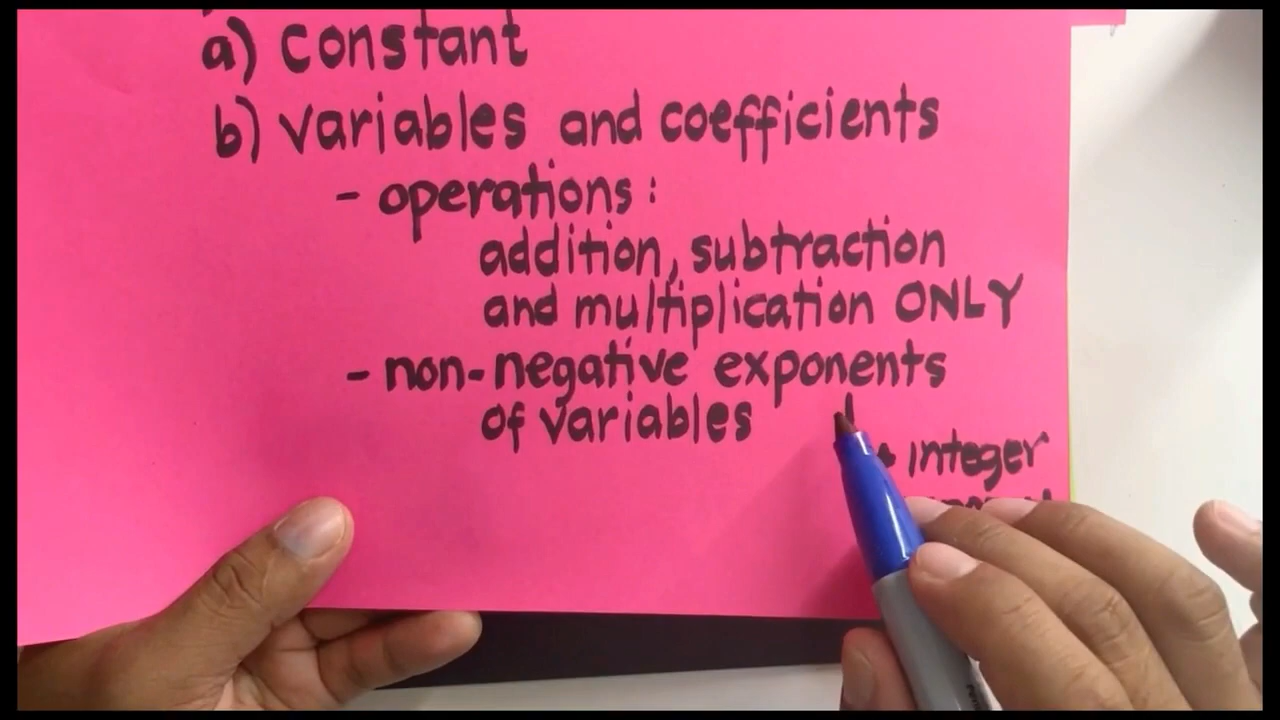 a) constant
b) variables and coefficients
- operations:
addition, subtraction
and multiplication ONLY
- non-negative exponents
of variables
integer